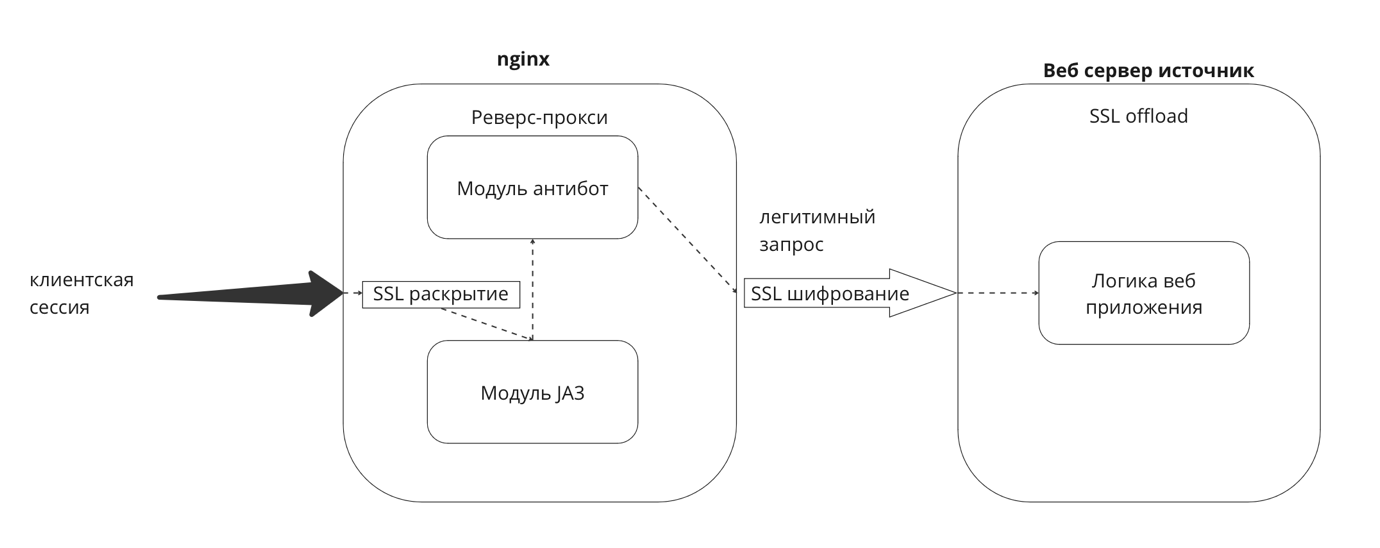 nginx
Веб сервер источник
Реверс-прокси
SSL offload
Модуль антибот
легитимный
запрос
клиентская
сессия
SSL раскрытие
SSL шифрование
Логика веб
приложения
Модуль JA3